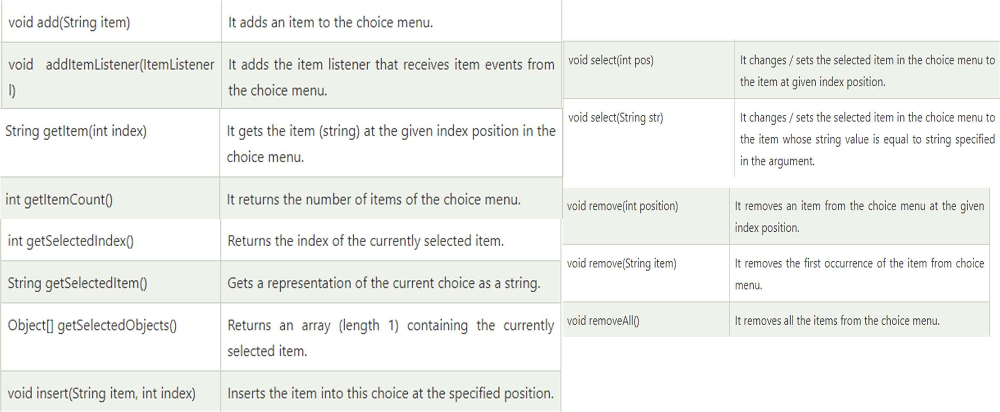 void add(String item)
It adds an item to the choice menu.
void addItemListener(ItemListener
l)
It adds the item listener that receives item events from
the choice menu.
String getItem(int index)
It gets the item (string) at the given index position in the
choice menu.
int getItemCount()
It returns the number of items of the choice menu.
int getSelectedIndex()
Returns the index of the currently selected item.
String getSelectedItem()
Gets a representation of the current choice as a string.
Object[] getSelectedObjects()
Returns an array (length 1) containing the currently
selected item.
void insert(String item, int index)
Inserts the item into this choice at the specified position.
void select(int pos)
It changes / sets the selected item in the choice menu to
the item at given index position.
void select(String str)
It changes / sets the selected item in the choice menu to
the item whose string value is equal to string specified
in the argument.
void remove(int position)
It removes an item from the choice menu at the given
index position.
void remove(String item)
It removes the first occurrence of the item from choice
menu.
void removeAll()
It removes all the items from the choice menu.